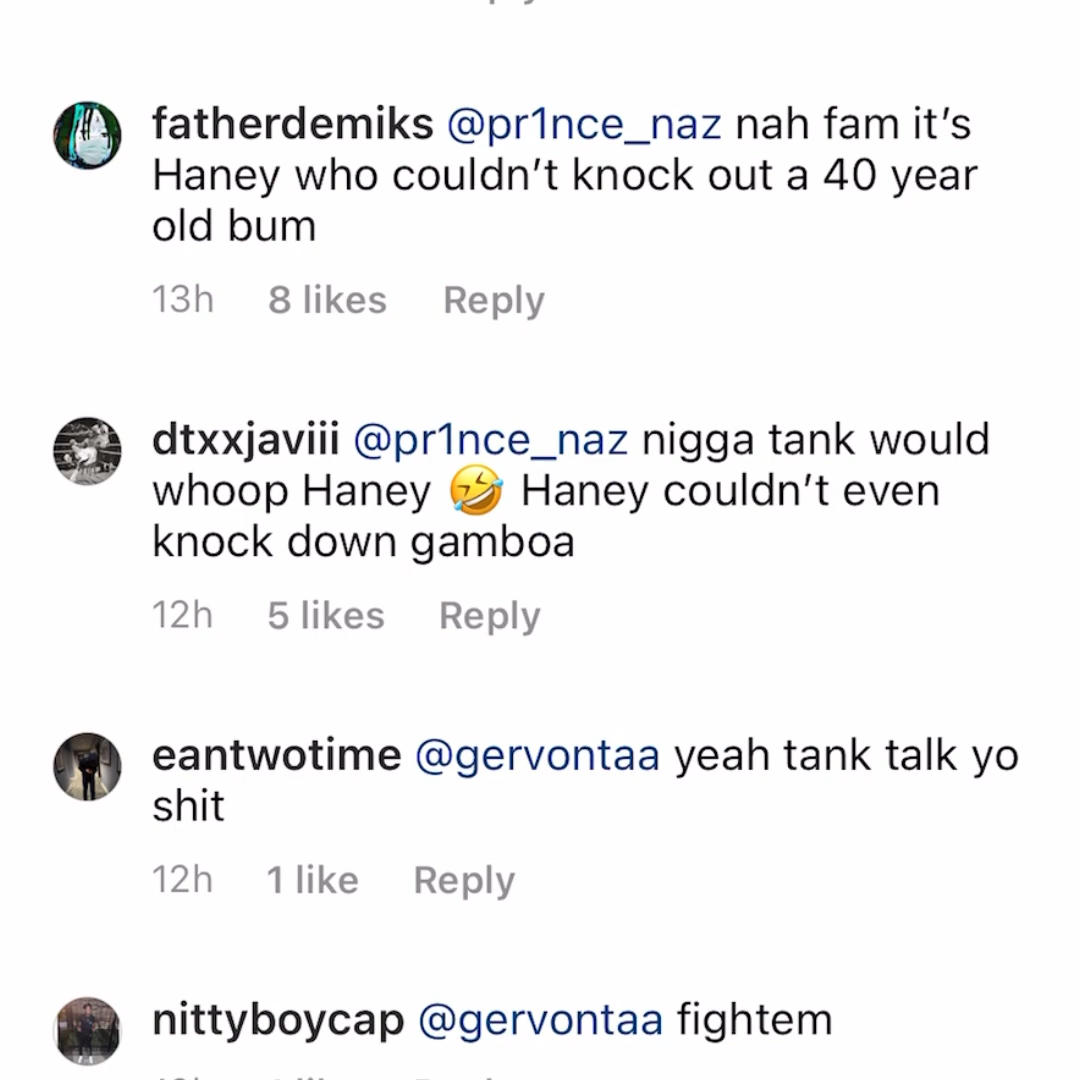 fatherdemiks @pr1nce_naz nah fam it’s
Haney who couldn’t knock out a 40 year
old bum
13h 8 likes Reply
dtxxjaviii @pr1nce_naz nigga tank would
whoop Haney 🤣 Haney couldn’t even
knock down gamboa
12h 5 likes Reply
eantwotime @gervontaa yeah tank talk yo
shit
12h 1 like Reply
nittyboycap @gervontaa fightem